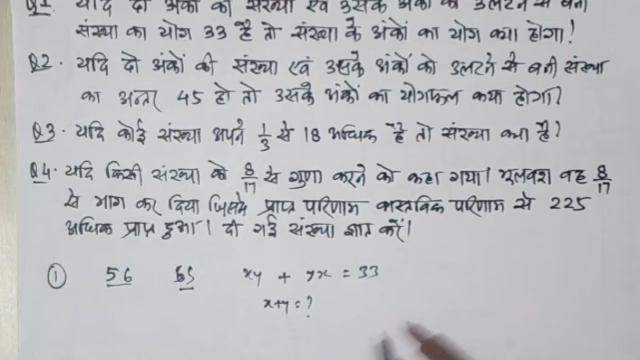 Q1. यदि दो अंकों की संख्या एवं उसके अंकों को उलटने से बनी
संख्या का योग 33 है तो संख्या के अंकों का योग क्या होगा!
Q2. यदि दो अंकों की संख्या एवं उसके अंकों को उलटने से बनी संख्या
का अन्तर 45 हो तो उसके अंकों का योगफल क्या होगा?
Q3. यदि कोई संख्या अपने 1/3 से 18 अधिक है तो संख्या क्या है?
Q4. यदि किसी संख्या को 8/17 से गुणा करने को कहा गया। भूलवश वह 8/17
से भाग कर दिया जिससे प्राप्त परिणाम वास्तविक परिणाम से 225
अधिक प्राप्त हुआ। दी गई संख्या ज्ञात करें।
① 56 65 xy + yx = 33
x+y = ?